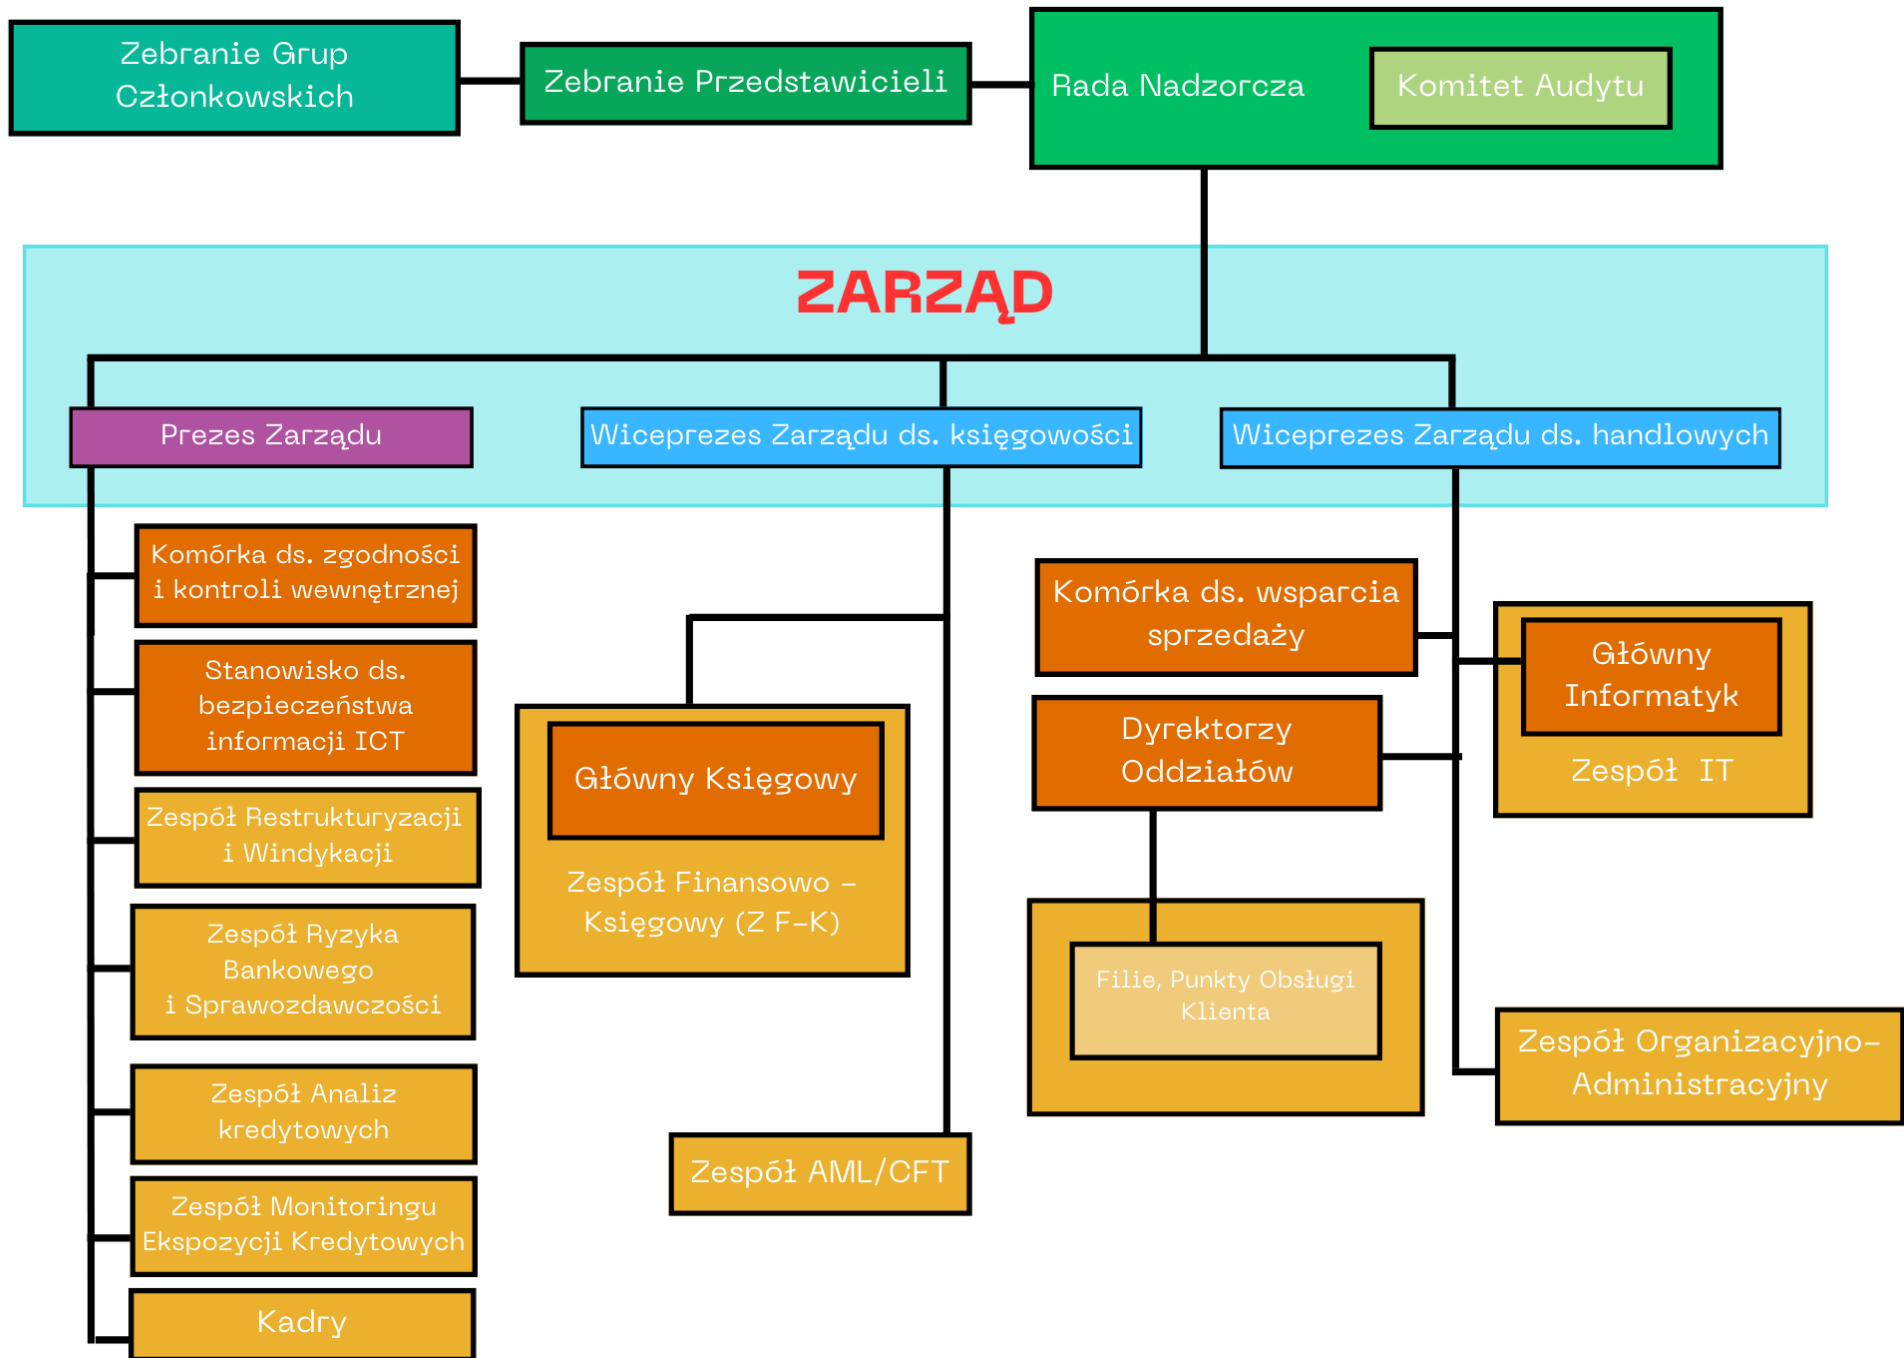 Zebranie Grup
Członkowskich
Zebranie Przedstawicieli
Rada Nadzorcza
Komitet Audytu
ZARZĄD
Prezes Zarządu
Wiceprezes Zarządu ds. księgowości
Wiceprezes Zarządu ds. handlowych
Komórka ds. zgodności
i kontroli wewnętrznej
Stanowisko ds.
bezpieczeństwa
informacji ICT
Zespół Restrukturyzacji
i Windykacji
Zespół Ryzyka
Bankowego
i Sprawozdawczości
Zespół Analiz
kredytowych
Zespół Monitoringu
Ekspozycji Kredytowych
Kadry
Główny Księgowy
Zespół Finansowo –
Księgowy (Z F–K)
Zespół AML/CFT
Komórka ds. wsparcia
sprzedaży
Dyrektorzy
Oddziałów
Filie, Punkty Obsługi
Klienta
Główny
Informatyk
Zespół IT
Zespół Organizacyjno–
Administracyjny